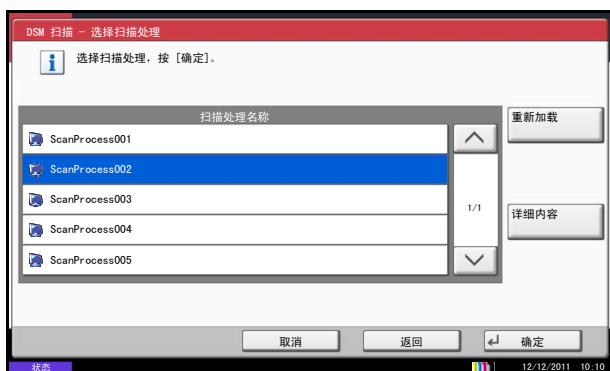 DSM 扫描 - 选择扫描处理
选择扫描处理，按 [确定]。
扫描处理名称
重新加载
ScanProcess001
ScanProcess002
ScanProcess003
1/1
详细内容
ScanProcess004
ScanProcess005
取消
返回
确定
状态
12/12/2011 10:10